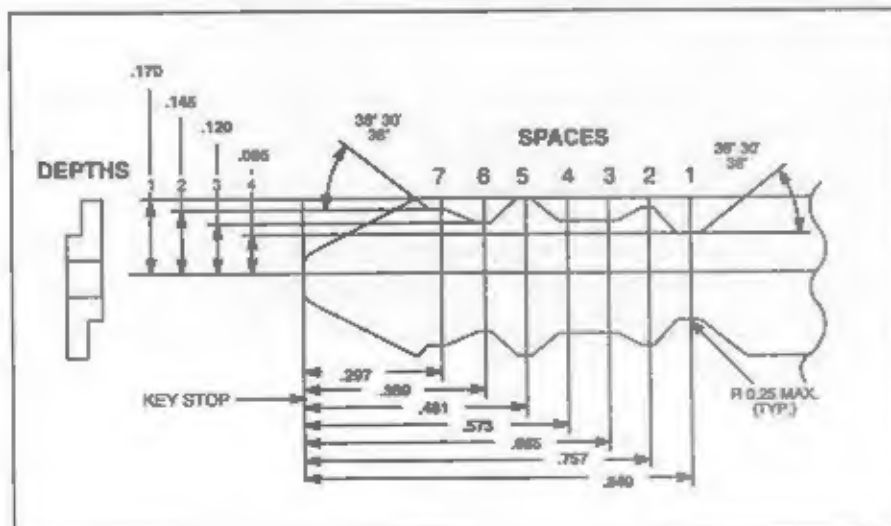 .170
.145
.120
.095
DEPTHS
1 2 3 4
36° 30'
36°
SPACES
36° 30'
36°
7 6 5 4 3 2 1
.297
.389
KEY STOP
.481
.573
.665
.757
.849
R 0.25 MAX.
(TYP.)